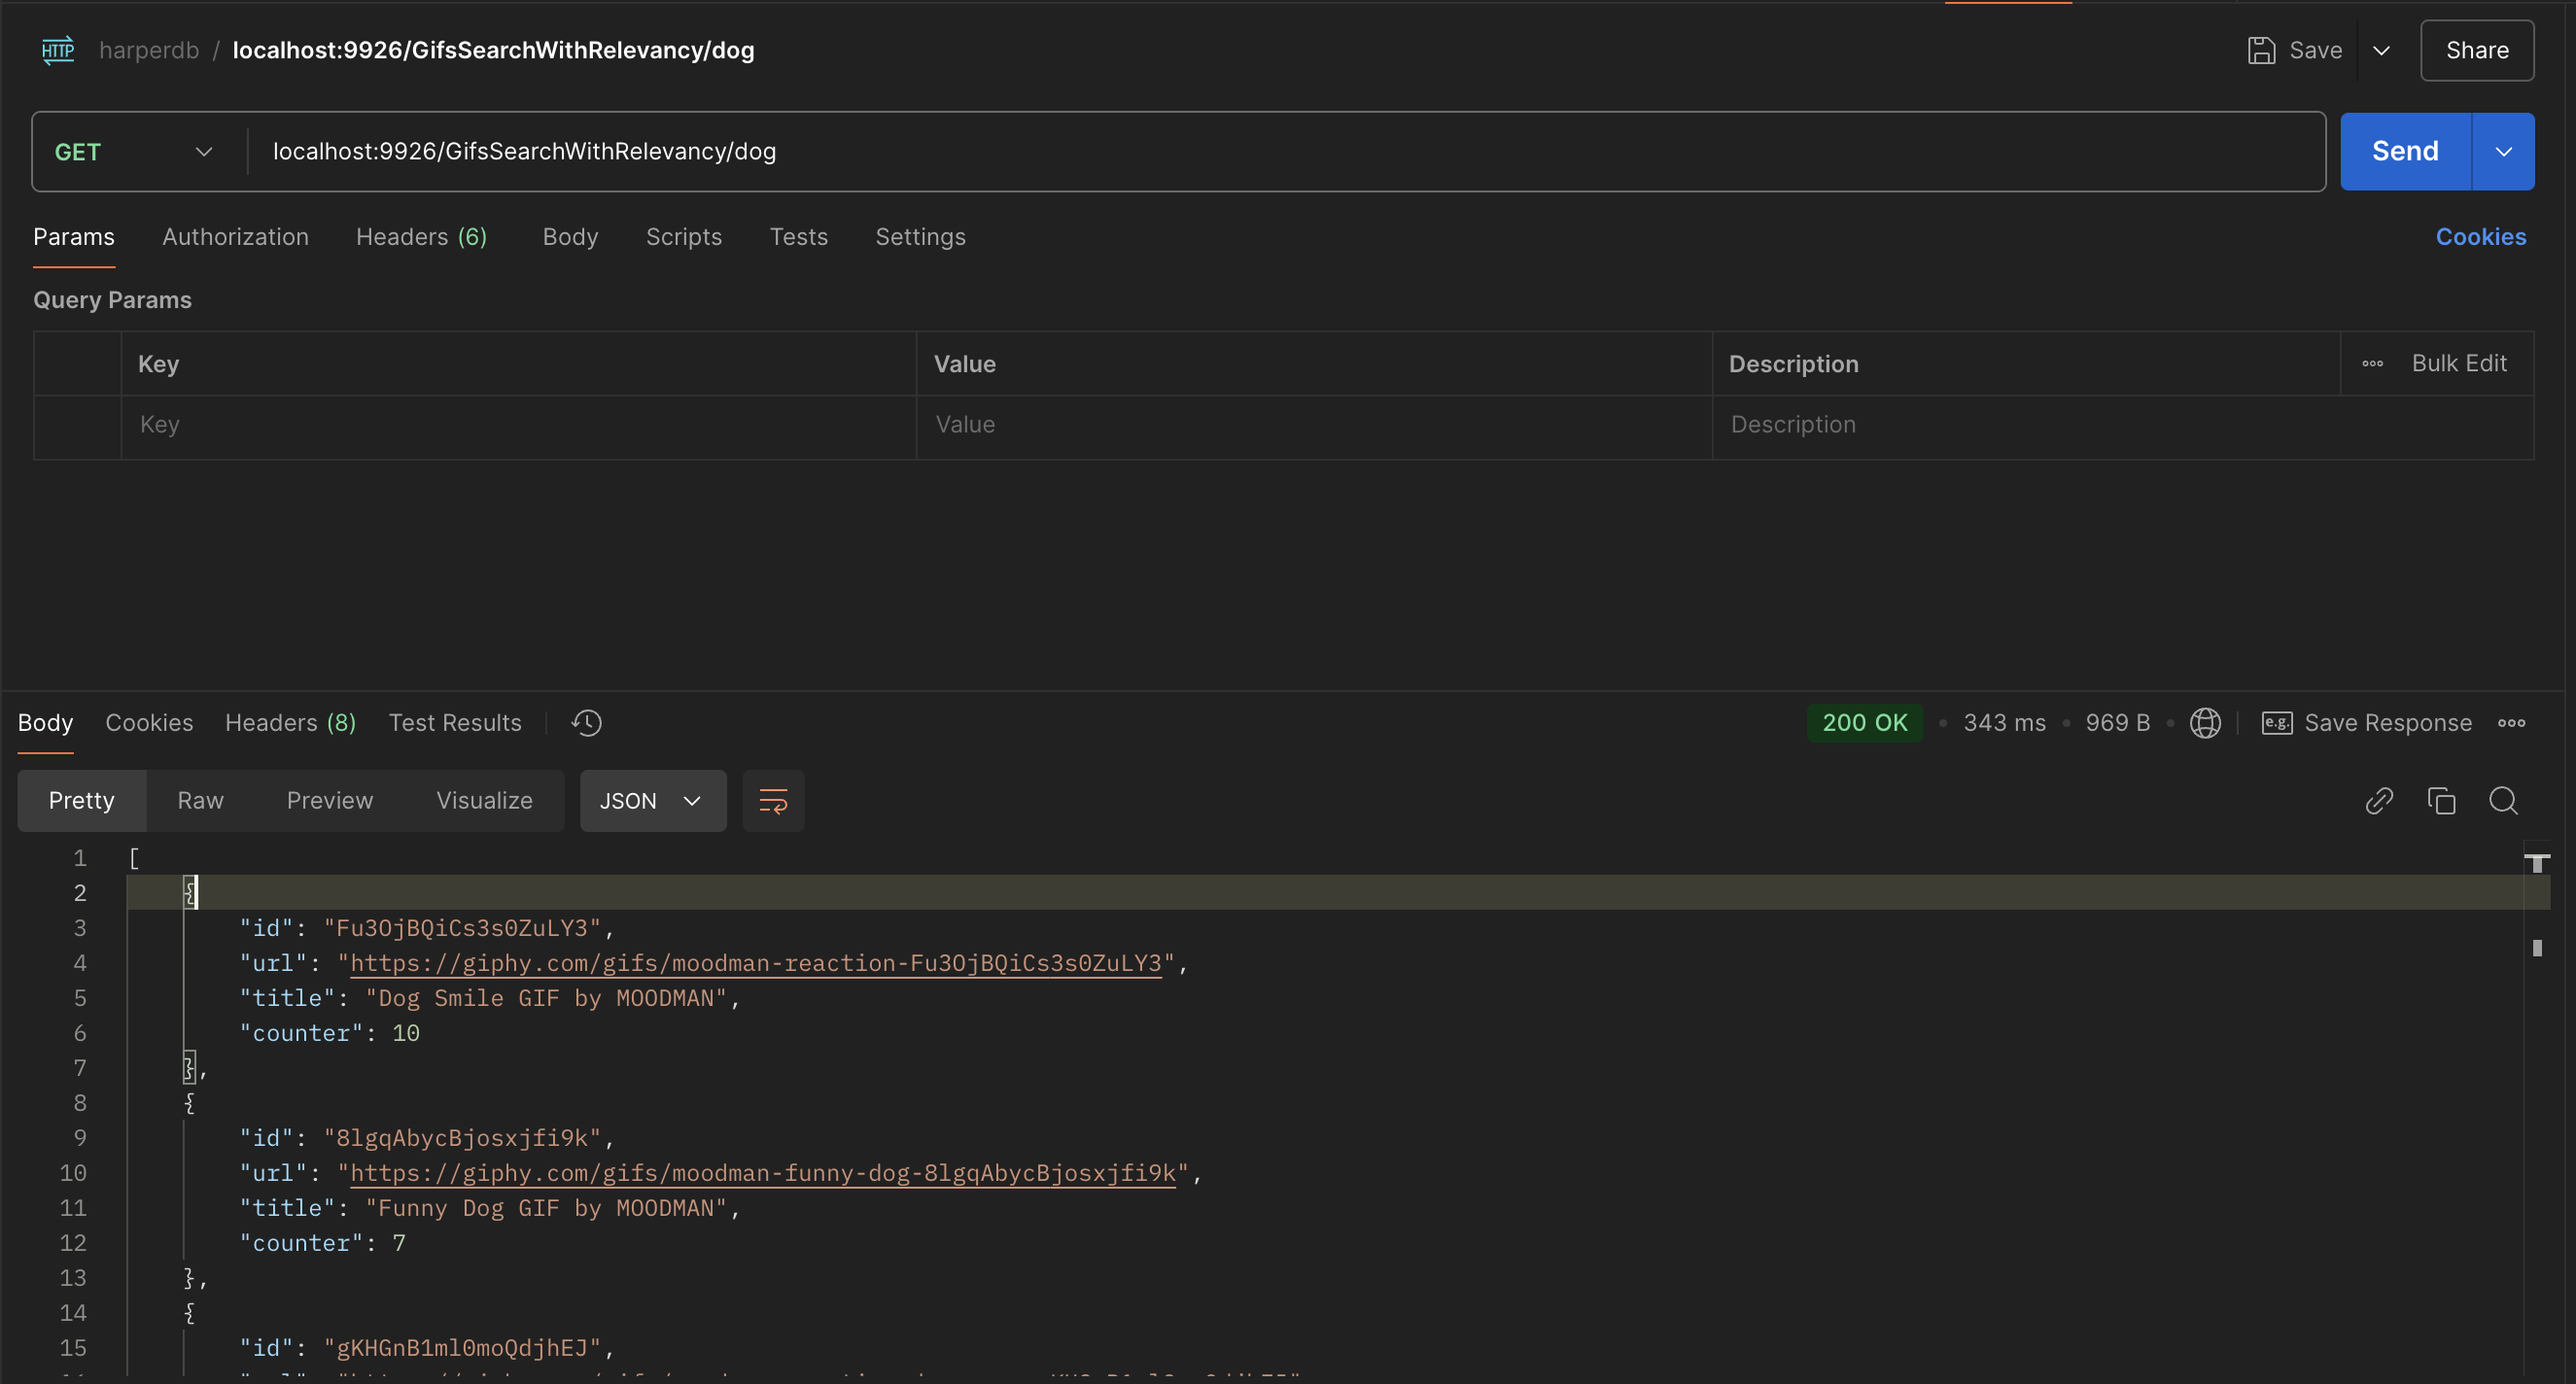 HTTP harperdb / localhost:9926/GifsSearchWithRelevancy/dog Save Share
GET localhost:9926/GifsSearchWithRelevancy/dog Send
Params Authorization Headers (6) Body Scripts Tests Settings Cookies
Query Params
Key Value Description Bulk Edit
Key Value Description
Body Cookies Headers (8) Test Results 200 OK • 343 ms • 969 B • e.g. Save Response
Pretty Raw Preview Visualize JSON
1 [
2 {
3 "id": "Fu3OjBQiCs3s0ZuLY3",
4 "url": "https://giphy.com/gifs/moodman-reaction-Fu3OjBQiCs3s0ZuLY3",
5 "title": "Dog Smile GIF by MOODMAN",
6 "counter": 10
7 },
8 {
9 "id": "8lgqAbycBjosxjfi9k",
10 "url": "https://giphy.com/gifs/moodman-funny-dog-8lgqAbycBjosxjfi9k",
11 "title": "Funny Dog GIF by MOODMAN",
12 "counter": 7
13 },
14 {
15 "id": "gKHGnB1ml0moQdjhEJ",